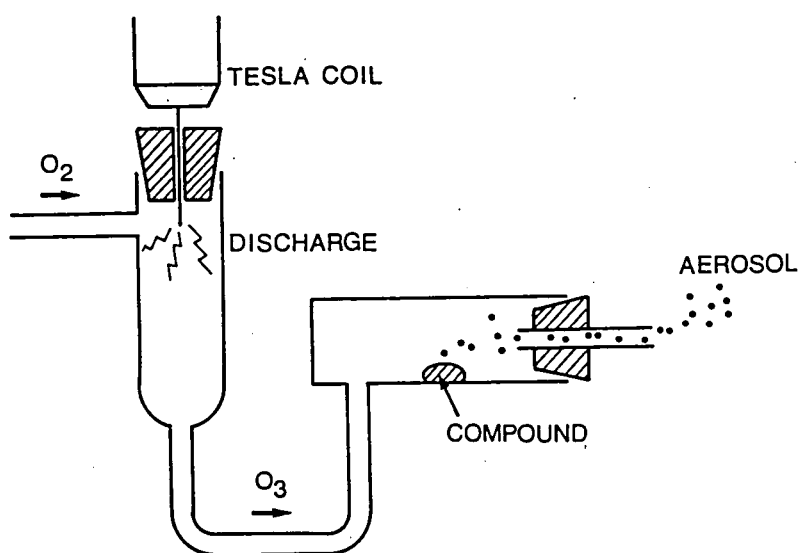 TESLA COIL
O₂
DISCHARGE
AEROSOL
COMPOUND
O₃